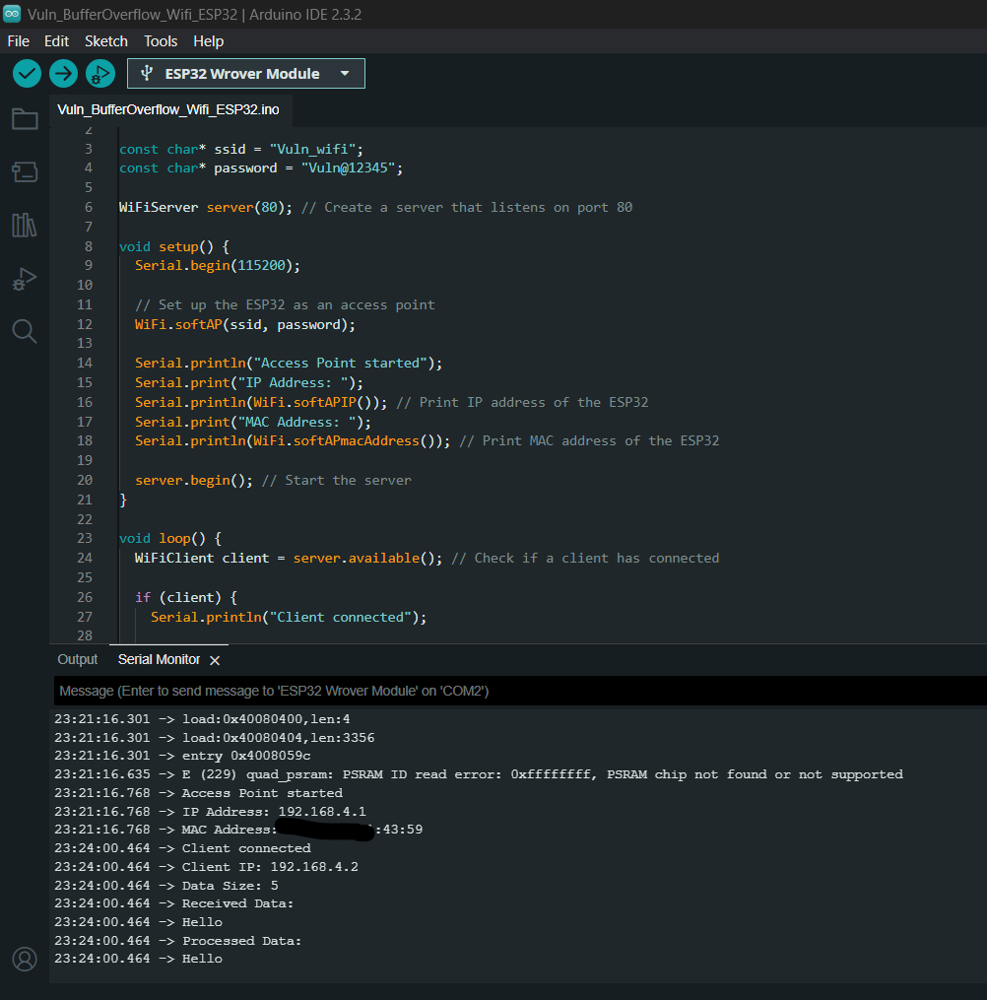 Vuln_BufferOverflow_Wifi_ESP32 | Arduino IDE 2.3.2
File Edit Sketch Tools Help
ESP32 Wrover Module
Vuln_BufferOverflow_Wifi_ESP32.ino
2
3 const char* ssid = "Vuln_wifi";
4 const char* password = "Vuln@12345";
5
6 WiFiServer server(80); // Create a server that listens on port 80
7
8 void setup() {
9 Serial.begin(115200);
10
11 // Set up the ESP32 as an access point
12 WiFi.softAP(ssid, password);
13
14 Serial.println("Access Point started");
15 Serial.print("IP Address: ");
16 Serial.println(WiFi.softAPIP()); // Print IP address of the ESP32
17 Serial.print("MAC Address: ");
18 Serial.println(WiFi.softAPmacAddress()); // Print MAC address of the ESP32
19
20 server.begin(); // Start the server
21 }
22
23 void loop() {
24 WiFiClient client = server.available(); // Check if a client has connected
25
26 if (client) {
27 Serial.println("Client connected");
28
Output Serial Monitor
Message (Enter to send message to 'ESP32 Wrover Module' on 'COM2')
23:21:16.301 -> load:0x40080400,len:4
23:21:16.301 -> load:0x40080404,len:3356
23:21:16.301 -> entry 0x4008059c
23:21:16.635 -> E (229) quad_psram: PSRAM ID read error: 0xffffffff, PSRAM chip not found or not supported
23:21:16.768 -> Access Point started
23:21:16.768 -> IP Address: 192.168.4.1
23:21:16.768 -> MAC Address: :43:59
23:24:00.464 -> Client connected
23:24:00.464 -> Client IP: 192.168.4.2
23:24:00.464 -> Data Size: 5
23:24:00.464 -> Received Data:
23:24:00.464 -> Hello
23:24:00.464 -> Processed Data:
23:24:00.464 -> Hello